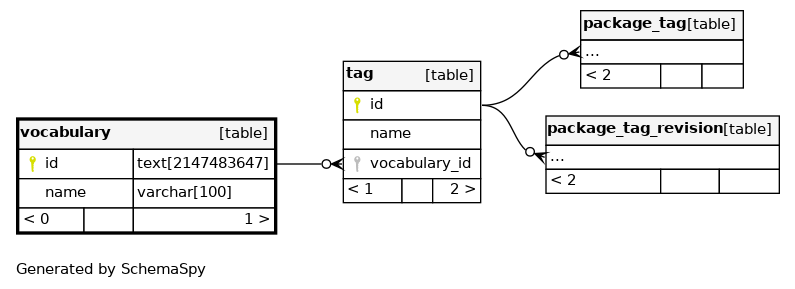 package_tag[table]
...
< 2
tag [table]
id
name
vocabulary_id
< 1 2 >
package_tag_revision[table]
...
< 2
vocabulary [table]
id text[2147483647]
name varchar[100]
< 0 1 >
Generated by SchemaSpy